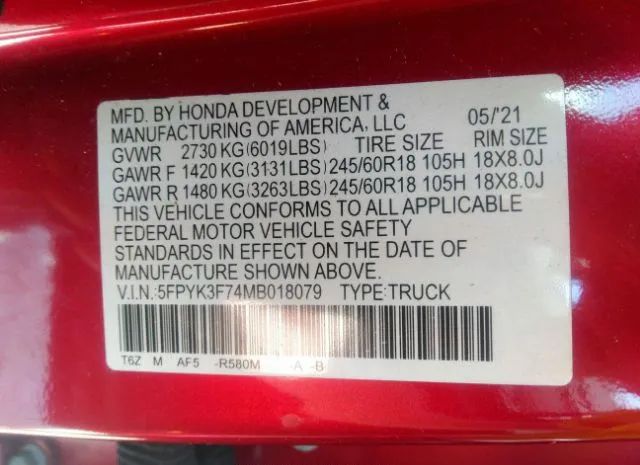 MFD. BY HONDA DEVELOPMENT &
MANUFACTURING OF AMERICA, LLC 05/'21
GVWR 2730 KG(6019LBS) TIRE SIZE RIM SIZE
GAWR F 1420 KG(3131LBS) 245/60R18 105H 18X8.0J
GAWR R 1480 KG(3263LBS) 245/60R18 105H 18X8.0J
THIS VEHICLE CONFORMS TO ALL APPLICABLE
FEDERAL MOTOR VEHICLE SAFETY
STANDARDS IN EFFECT ON THE DATE OF
MANUFACTURE SHOWN ABOVE.
V.I.N.:5FPYK3F74MB018079 TYPE:TRUCK
T6Z M AF5 -R580M -A -B